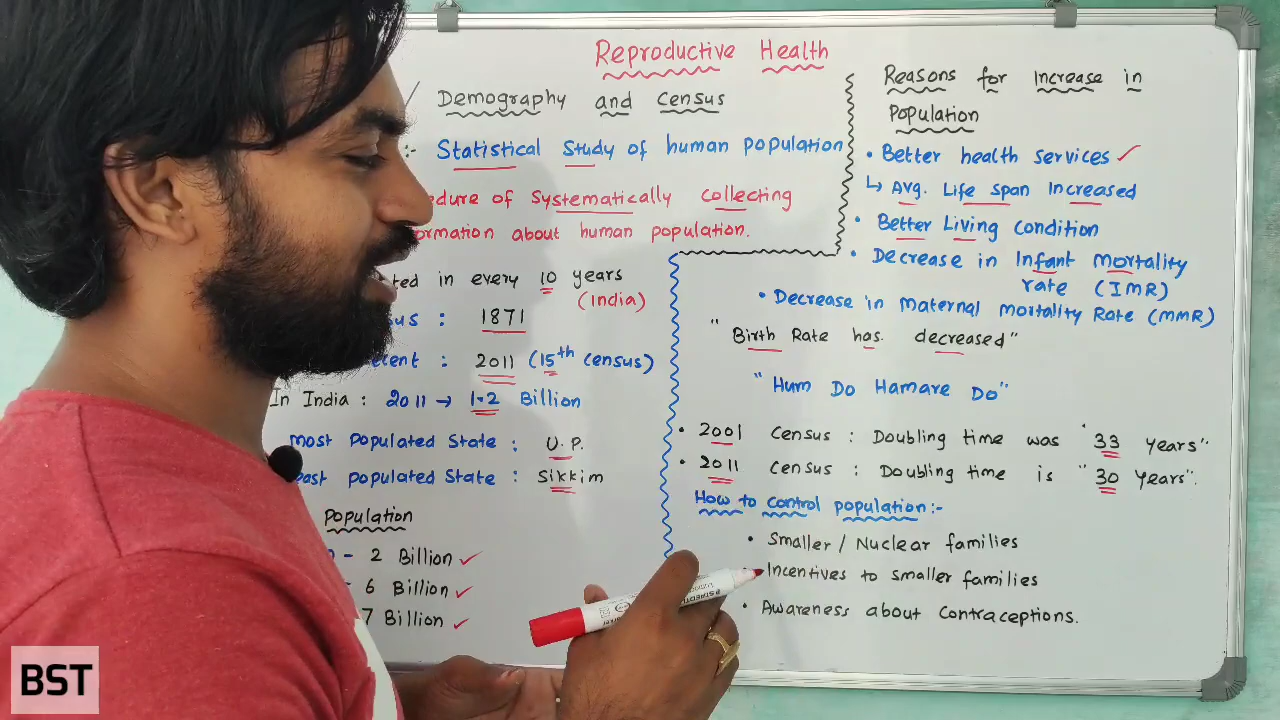 Reproductive Health
Demography and Census
:- Statistical Study of human population
dure of Systematically collecting
ormation about human population.
ted in every 10 years
(India)
sus : 1871
ecent : 2011 (15th census)
In India : 2011 → 1.2 Billion
Most Populated State : U.P.
east populated State : Sikkim
Population
- 2 Billion
- 6 Billion
7 Billion
Reasons for Increase in
Population
• Better health services
↳ Avg. Life span Increased
• Better Living condition
• Decrease in Infant Mortality
rate (IMR)
• Decrease in Maternal Mortality Rate (MMR)
"Birth Rate has decreased"
"Hum Do Hamare Do"
• 2001 Census : Doubling time was "33 years"
• 2011 Census : Doubling time is "30 years".
How to control population:-
• Smaller / Nuclear families
Incentives to smaller families
• Awareness about Contraceptions.
STAEDTLER
BST